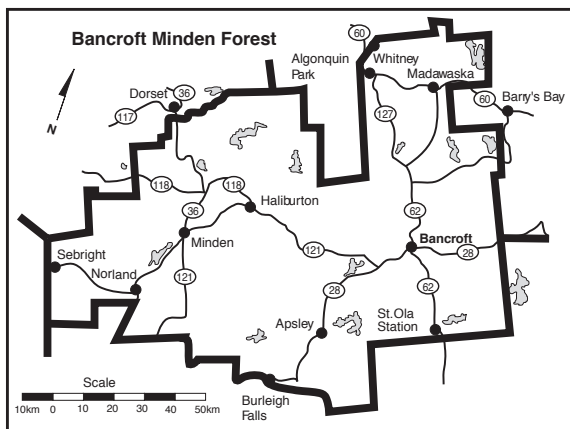 Bancroft Minden Forest
60
Algonquin
Park
Whitney
Madawaska
Dorset
36
117
N
60
Barry's Bay
127
118
118
36
Haliburton
62
Minden
Sebright
Norland
121
121
Bancroft
28
28
62
Apsley
St.Ola
Station
Scale
10km 0 10 20 30 40 50km
Burleigh
Falls